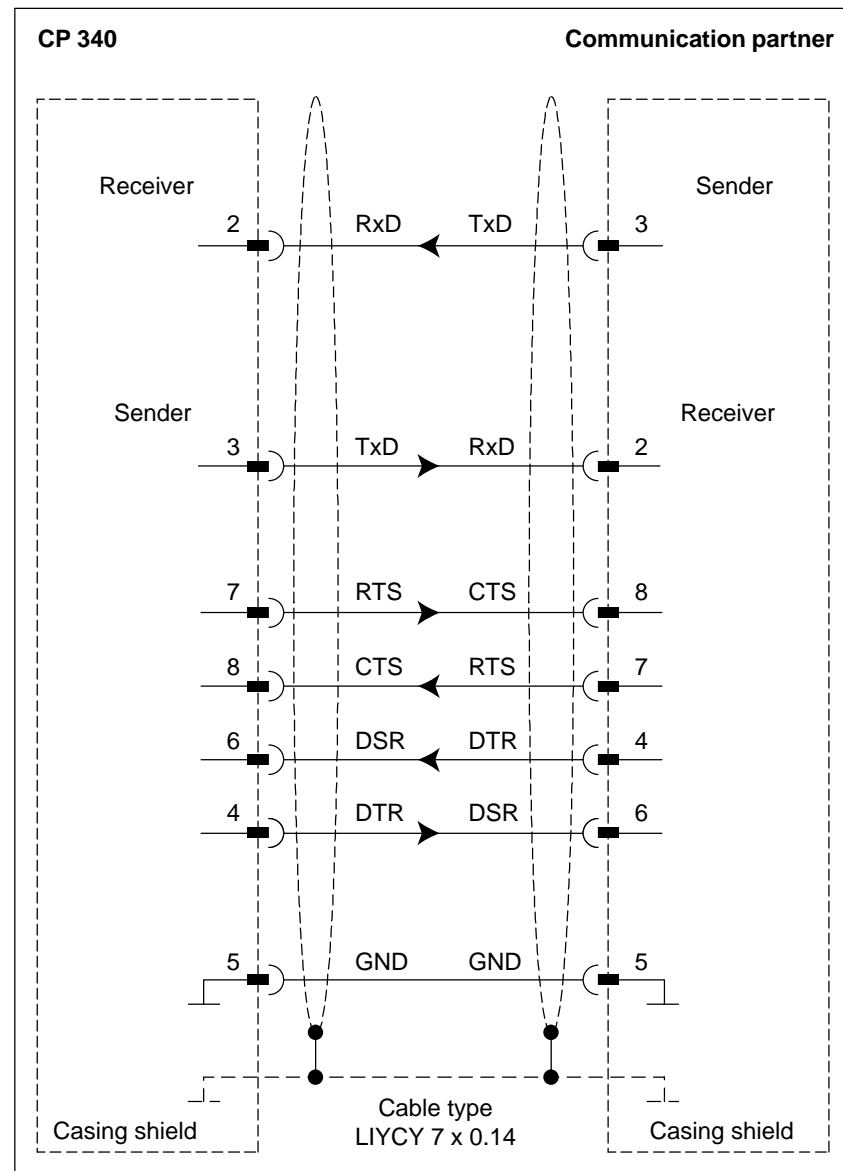 CP 340 Communication partner
Receiver Sender
2 RxD TxD 3
Sender Receiver
3 TxD RxD 2
7 RTS CTS 8
8 CTS RTS 7
6 DSR DTR 4
4 DTR DSR 6
5 GND GND 5
Casing shield Cable type Casing shield
LIYCY 7 x 0.14